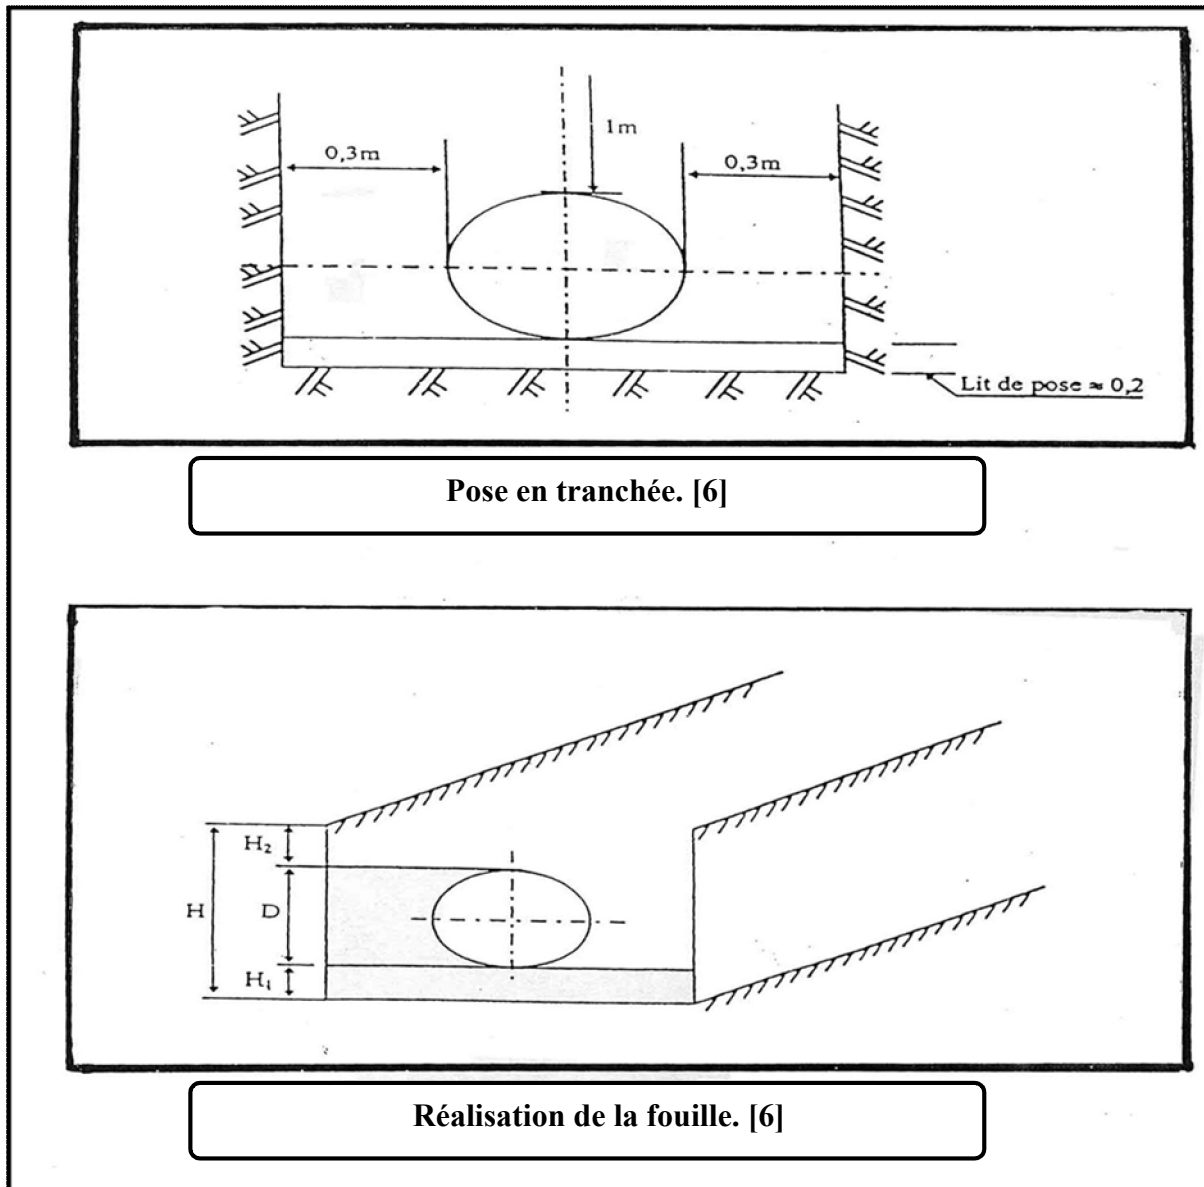 1m
0,3m
0,3m
Lit de pose ≈ 0,2
Pose en tranchée. [6]
H₂
H
D
H₁
Réalisation de la fouille. [6]